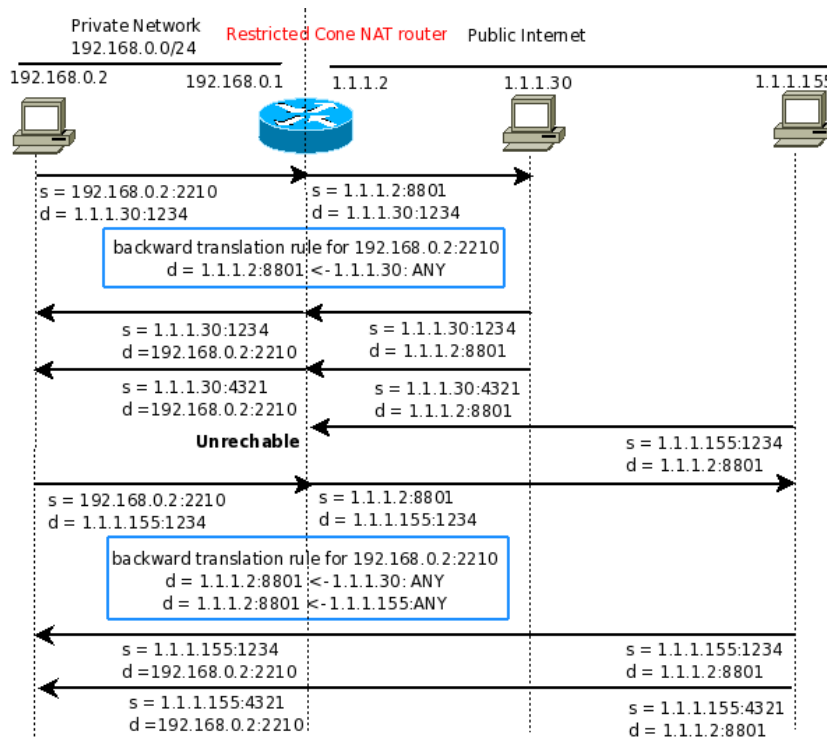 Private Network
192.168.0.0/24
Restricted Cone NAT router
Public Internet
192.168.0.2
192.168.0.1
1.1.1.2
1.1.1.30
1.1.1.155
s = 192.168.0.2:2210
d = 1.1.1.30:1234
s = 1.1.1.2:8801
d = 1.1.1.30:1234
backward translation rule for 192.168.0.2:2210
d = 1.1.1.2:8801 <-1.1.1.30: ANY
s = 1.1.1.30:1234
d =192.168.0.2:2210
s = 1.1.1.30:1234
d = 1.1.1.2:8801
s = 1.1.1.30:4321
d =192.168.0.2:2210
s = 1.1.1.30:4321
d = 1.1.1.2:8801
Unrechable
s = 1.1.1.155:1234
d = 1.1.1.2:8801
s = 192.168.0.2:2210
d = 1.1.1.155:1234
s = 1.1.1.2:8801
d = 1.1.1.155:1234
backward translation rule for 192.168.0.2:2210
d = 1.1.1.2:8801 <-1.1.1.30: ANY
d = 1.1.1.2:8801 <-1.1.1.155:ANY
s = 1.1.1.155:1234
d =192.168.0.2:2210
s = 1.1.1.155:1234
d = 1.1.1.2:8801
s = 1.1.1.155:4321
d =192.168.0.2:2210
s = 1.1.1.155:4321
d = 1.1.1.2:8801